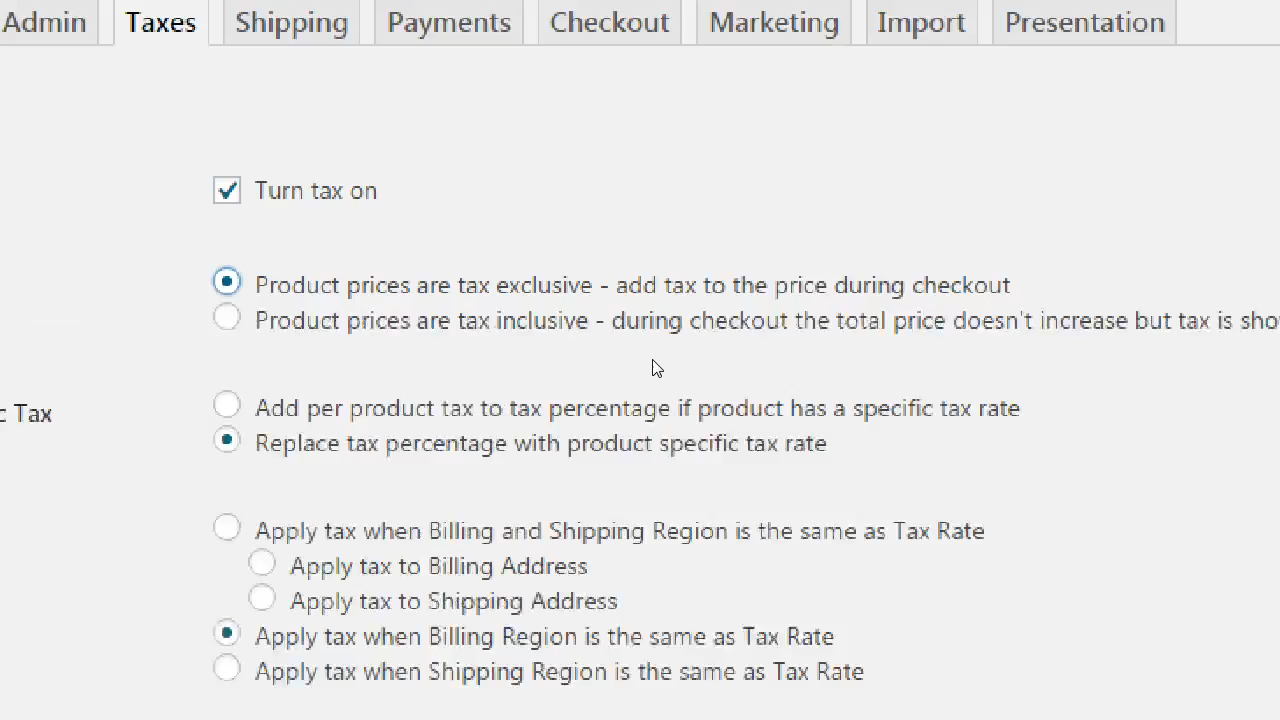 Admin Taxes Shipping Payments Checkout Marketing Import Presentation
Turn tax on
Product prices are tax exclusive - add tax to the price during checkout
Product prices are tax inclusive - during checkout the total price doesn't increase but tax is sho
Add per product tax to tax percentage if product has a specific tax rate
c Tax
Replace tax percentage with product specific tax rate
Apply tax when Billing and Shipping Region is the same as Tax Rate
Apply tax to Billing Address
Apply tax to Shipping Address
Apply tax when Billing Region is the same as Tax Rate
Apply tax when Shipping Region is the same as Tax Rate